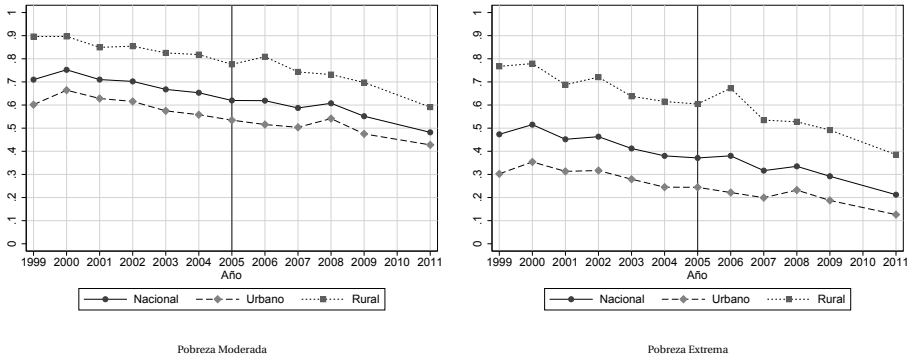 1
.9
.8
.7
.6
.5
.4
.3
.2
.1
0
1999 2000 2001 2002 2003 2004 2005 2006 2007 2008 2009 2010 2011
Año
Nacional Urbano Rural
Pobreza Moderada
1
.9
.8
.7
.6
.5
.4
.3
.2
.1
0
1999 2000 2001 2002 2003 2004 2005 2006 2007 2008 2009 2010 2011
Año
Nacional Urbano Rural
Pobreza Extrema